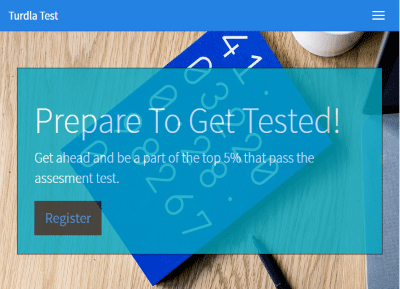 Turdla Test
Prepare To Get Tested!
Get ahead and be a part of the top 5% that pass the
assesment test.
Register